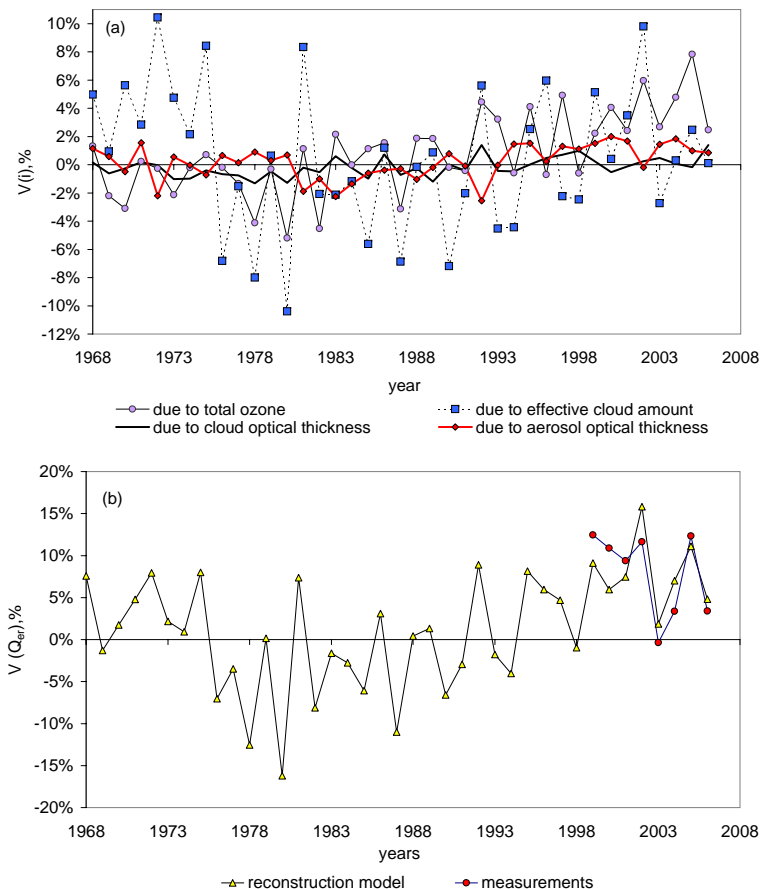 (a)
V(i),%
10%
8%
6%
4%
2%
0%
-2%
-4%
-6%
-8%
-10%
-12%
1968 1973 1978 1983 1988 1993 1998 2003 2008
year
due to total ozone due to effective cloud amount
due to cloud optical thickness due to aerosol optical thickness
(b)
V (Qer),%
20%
15%
10%
5%
0%
-5%
-10%
-15%
-20%
1968 1973 1978 1983 1988 1993 1998 2003 2008
years
reconstruction model measurements